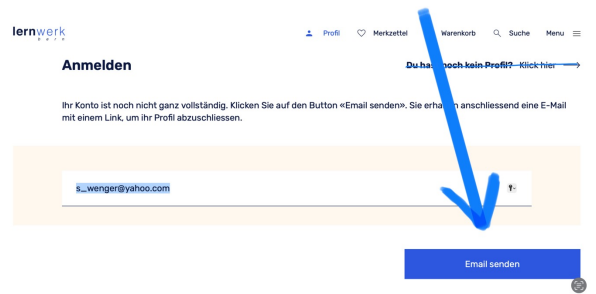 lernwerk
bern
Profil
Merkzettel
Warenkorb
Suche
Menu
Anmelden
Du hast noch kein Profil? Klick hier
Ihr Konto ist noch nicht ganz vollständig. Klicken Sie auf den Button «Email senden». Sie erhalten anschliessend eine E-Mail
mit einem Link, um ihr Profil abzuschliessen.
s_wenger@yahoo.com
Email senden